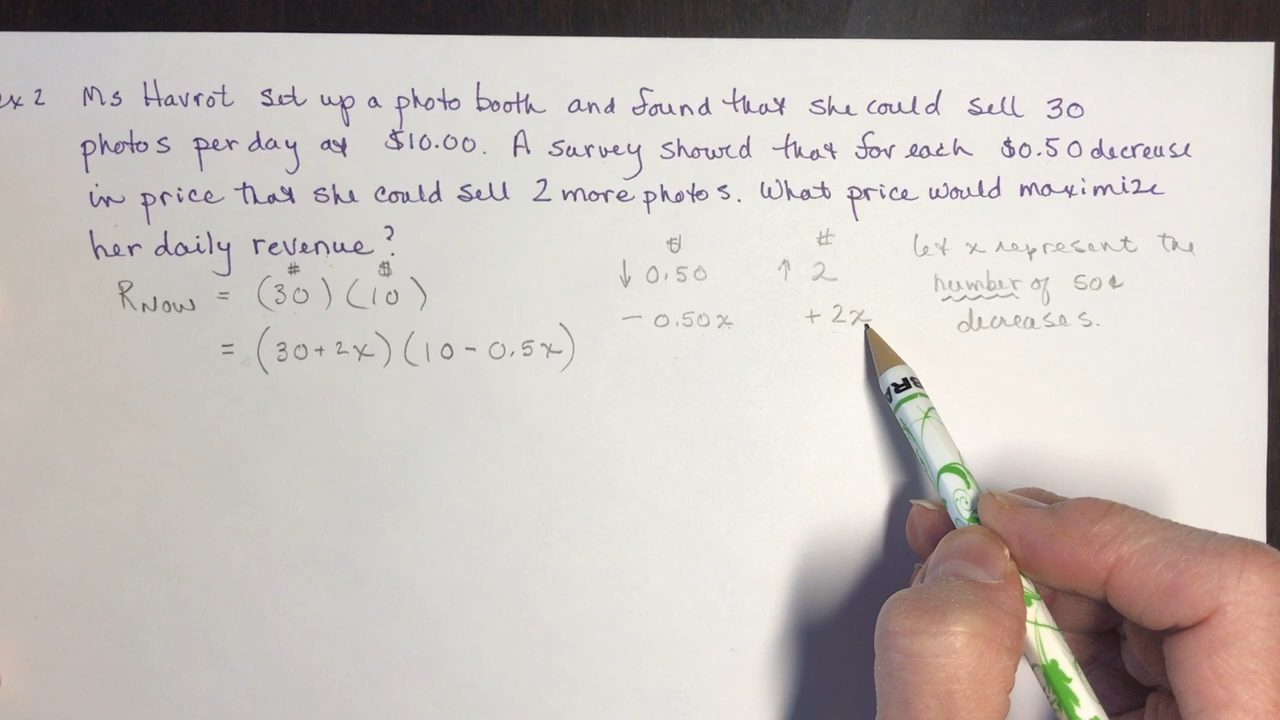 ex 2 Ms Havrot set up a photo booth and found that she could sell 30
photos per day at $10.00. A survey showed that for each $0.50 decrease
in price that she could sell 2 more photos. What price would maximize
her daily revenue?
# $
R NOW = (30)(10)
= (30+2x)(10-0.5x)
$ #
↓ 0.50 ↑ 2
- 0.50x + 2x
let x represent the
number of 50¢
decreases.
BRA